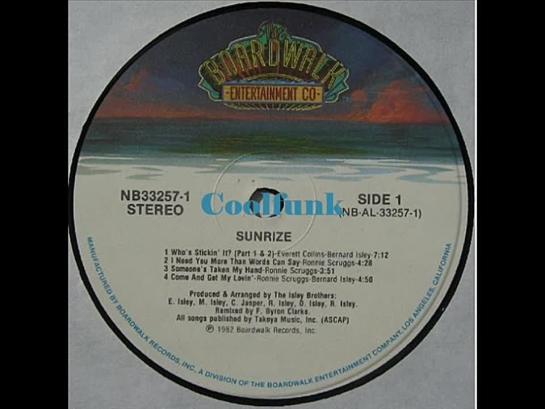 The
BOARDWALK
-ENTERTAINMENT CO-
NB33257-1
STEREO
Coolfunk
SIDE 1
(NB-AL-33257-1)
SUNRIZE
1 Who's Stickin' It? (Part 1 & 2)-Everett Collins-Bernard Isley-7:12
2 I Need You More Than Words Can Say-Ronnie Scruggs-4:28
3 Someone's Taken My Hand-Ronnie Scruggs-3:51
4 Come And Get My Lovin'-Ronnie Scruggs-Bernard Isley-4:50
Produced & Arranged by The Isley Brothers:
E. Isley, M. Isley, C. Jasper, R. Isley, O. Isley, R. Isley.
Remixed by F. Byron Clarke.
All songs published by Takeya Music, Inc. (ASCAP)
℗ 1982 Boardwalk Records, Inc.
MANUFACTURED BY BOARDWALK RECORDS, INC., A DIVISION OF THE BOARDWALK ENTERTAINMENT COMPANY, LOS ANGELES, CALIFORNIA